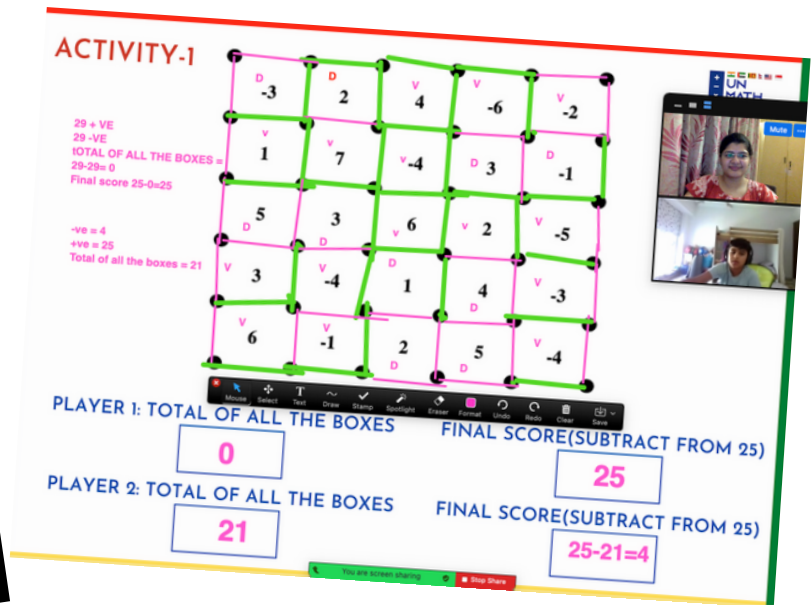 ACTIVITY-1
UN
MATH
Mute
29 + VE
29 -VE
tOTAL OF ALL THE BOXES =
29-29= 0
Final score 25-0=25
-ve = 4
+ve = 25
Total of all the boxes = 21
D -3 D 2 V 4 V -6 V -2
V 1 V 7 V -4 D 3 D -1
5 D 3 D V 6 V 2 V -5
V 3 V -4 D 1 4 D V -3
V 6 V -1 2 D 5 D V -4
Mouse Select Text Draw Stamp Spotlight Eraser Format Undo Redo Clear Save
PLAYER 1: TOTAL OF ALL THE BOXES
0
FINAL SCORE(SUBTRACT FROM 25)
25
PLAYER 2: TOTAL OF ALL THE BOXES
21
FINAL SCORE(SUBTRACT FROM 25)
25-21=4
You are screen sharing Stop Share